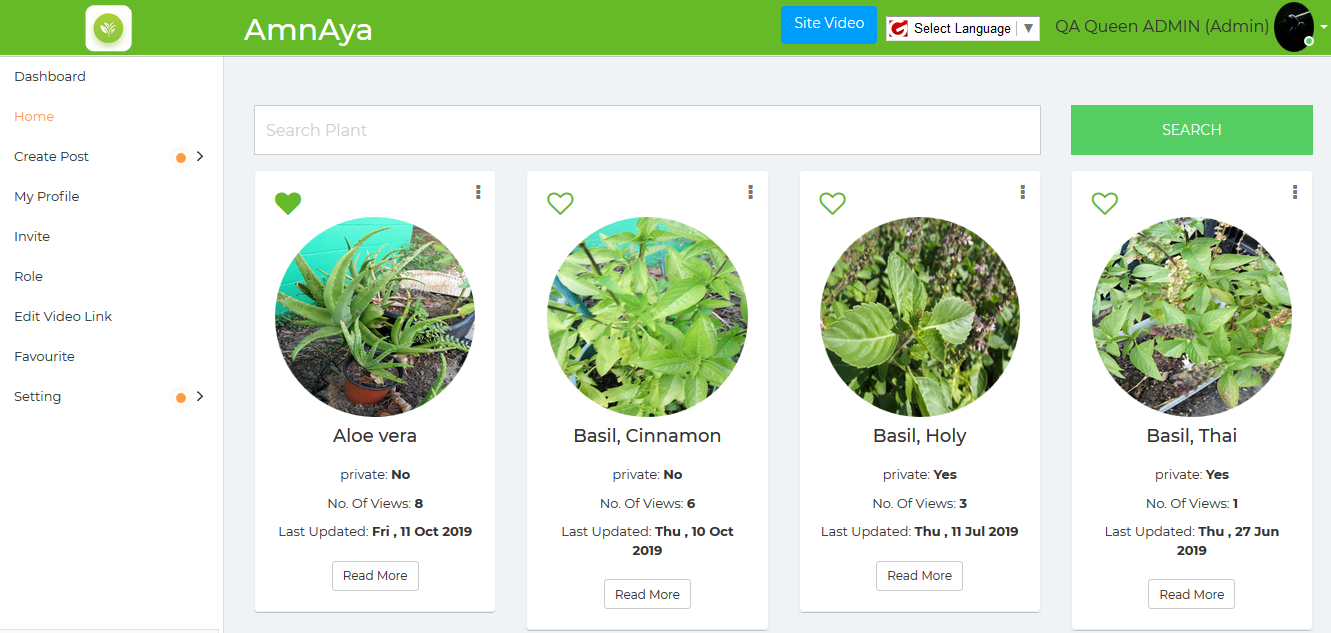 AmnAya
Site Video
Select Language ▼
QA Queen ADMIN (Admin)
Dashboard
Home
Create Post
My Profile
Invite
Role
Edit Video Link
Favourite
Setting
Search Plant
SEARCH
Aloe vera
private: No
No. Of Views: 8
Last Updated: Fri , 11 Oct 2019
Read More
Basil, Cinnamon
private: No
No. Of Views: 6
Last Updated: Thu , 10 Oct
2019
Read More
Basil, Holy
private: Yes
No. Of Views: 3
Last Updated: Thu , 11 Jul 2019
Read More
Basil, Thai
private: Yes
No. Of Views: 1
Last Updated: Thu , 27 Jun
2019
Read More